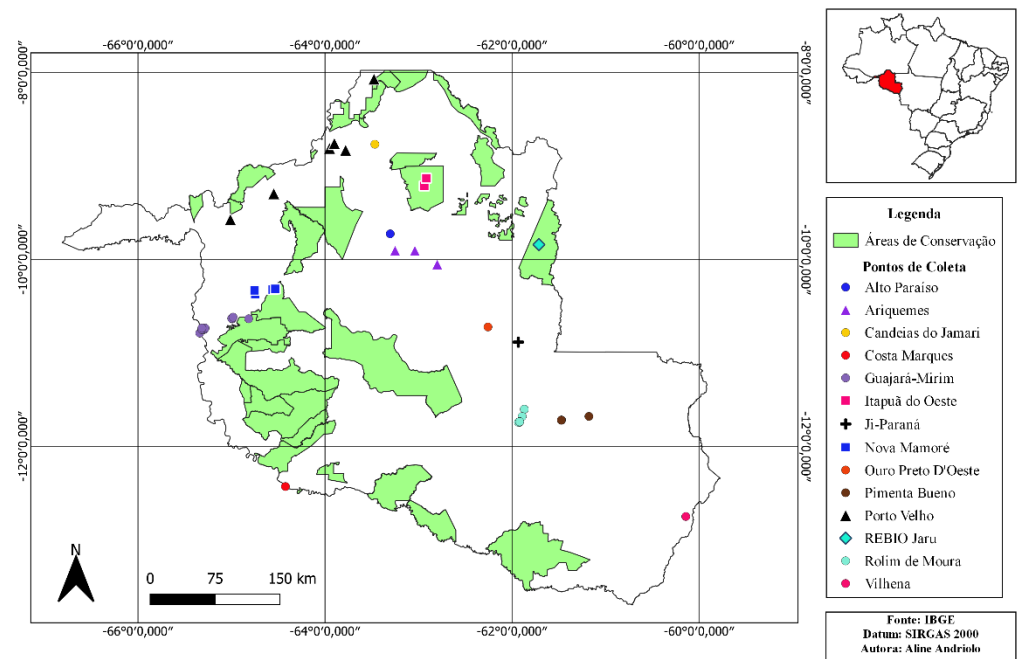 -66°0'0,000" -64°0'0,000" -62°0'0,000" -60°0'0,000"
-8°0'0,000" -8°0'0,000"
-10°0'0,000" -10°0'0,000"
-12°0'0,000" -12°0'0,000"
N
0 75 150 km
-66°0'0,000" -64°0'0,000" -62°0'0,000" -60°0'0,000"
Legenda
Áreas de Conservação
Pontos de Coleta
Alto Paraíso
Ariquemes
Candeias do Jamari
Costa Marques
Guajará-Mirim
Itapuã do Oeste
Ji-Paraná
Nova Mamoré
Ouro Preto D'Oeste
Pimenta Bueno
Porto Velho
REBIO Jaru
Rolim de Moura
Vilhena
Fonte: IBGE
Datum: SIRGAS 2000
Autora: Aline Andriolo